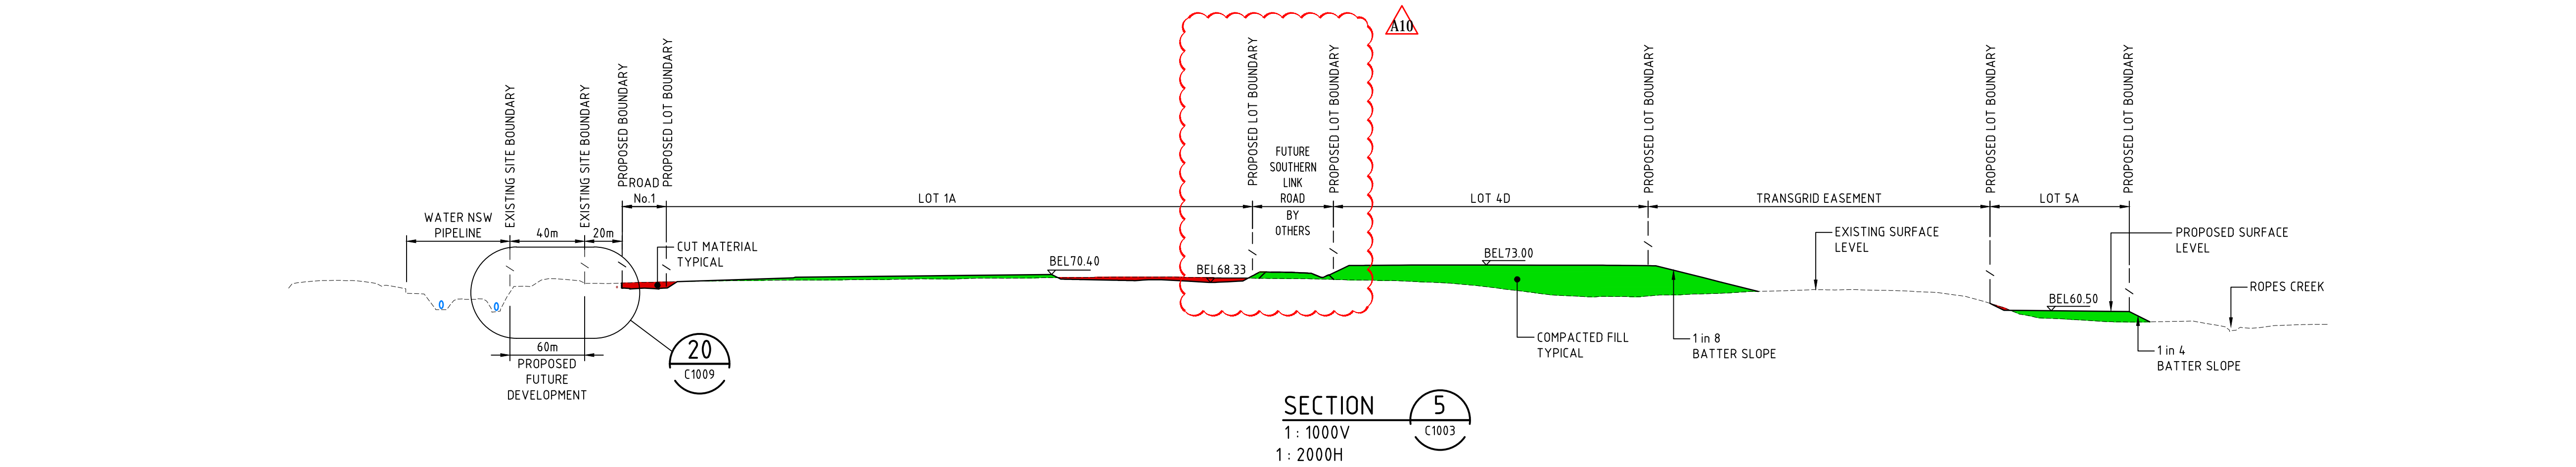 A10
EXISTING SITE BOUNDARY
EXISTING SITE BOUNDARY
PROPOSED BOUNDARY
PROPOSED LOT BOUNDARY
PROPOSED LOT BOUNDARY
PROPOSED LOT BOUNDARY
PROPOSED LOT BOUNDARY
PROPOSED LOT BOUNDARY
PROPOSED LOT BOUNDARY
WATER NSW
PIPELINE
40m
20m
ROAD
No.1
LOT 1A
FUTURE
SOUTHERN
LINK
ROAD
BY
OTHERS
LOT 4D
TRANSGRID EASEMENT
LOT 5A
CUT MATERIAL
TYPICAL
BEL70.40
BEL68.33
BEL73.00
EXISTING SURFACE
LEVEL
BEL60.50
PROPOSED SURFACE
LEVEL
ROPES CREEK
60m
PROPOSED
FUTURE
DEVELOPMENT
20
C1009
COMPACTED FILL
TYPICAL
1 in 8
BATTER SLOPE
1 in 4
BATTER SLOPE
SECTION
5
C1003
1 : 1000V
1 : 2000H